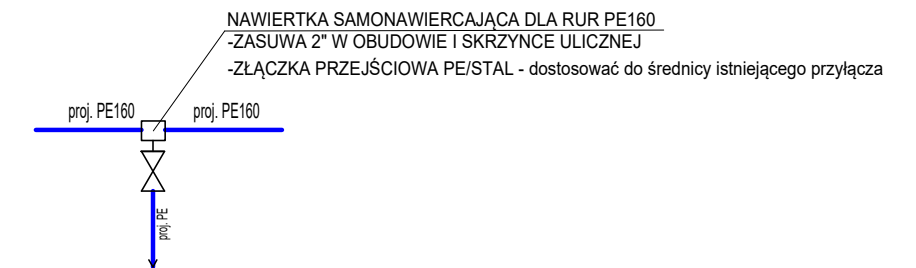 NAWIERTKA SAMONAWIERCAJĄCA DLA RUR PE160
-ZASUWA 2" W OBUDOWIE I SKRZYNCE ULICZNEJ
-ZŁĄCZKA PRZEJŚCIOWA PE/STAL - dostosować do średnicy istniejącego przyłącza
proj. PE160 proj. PE160
proj. PE